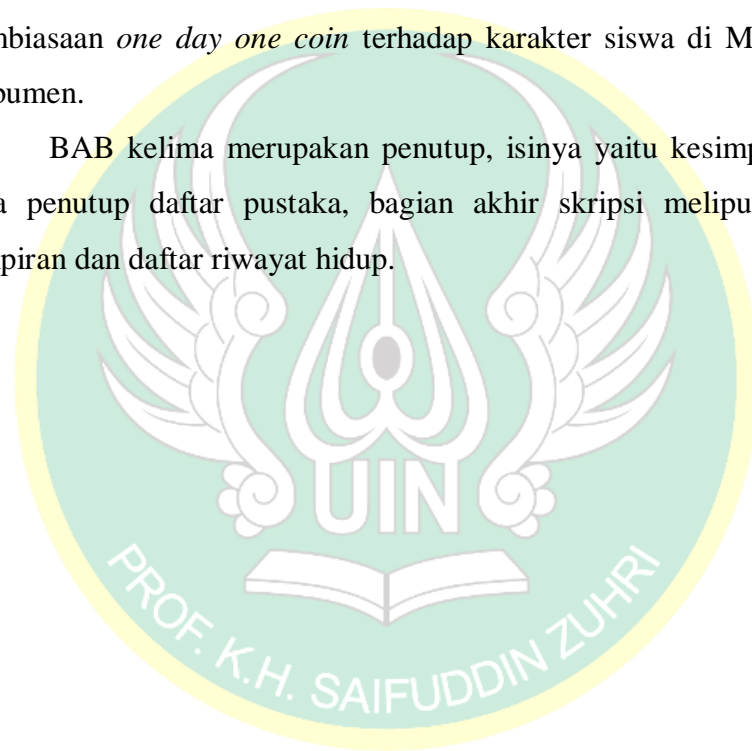 mbiasaan one day one coin terhadap karakter siswa di M
bumen.
BAB kelima merupakan penutup, isinya yaitu kesimp
a penutup daftar pustaka, bagian akhir skripsi melipu
piran dan daftar riwayat hidup.
UIN
PROF. K.H. SAIFUDDIN ZUHRI